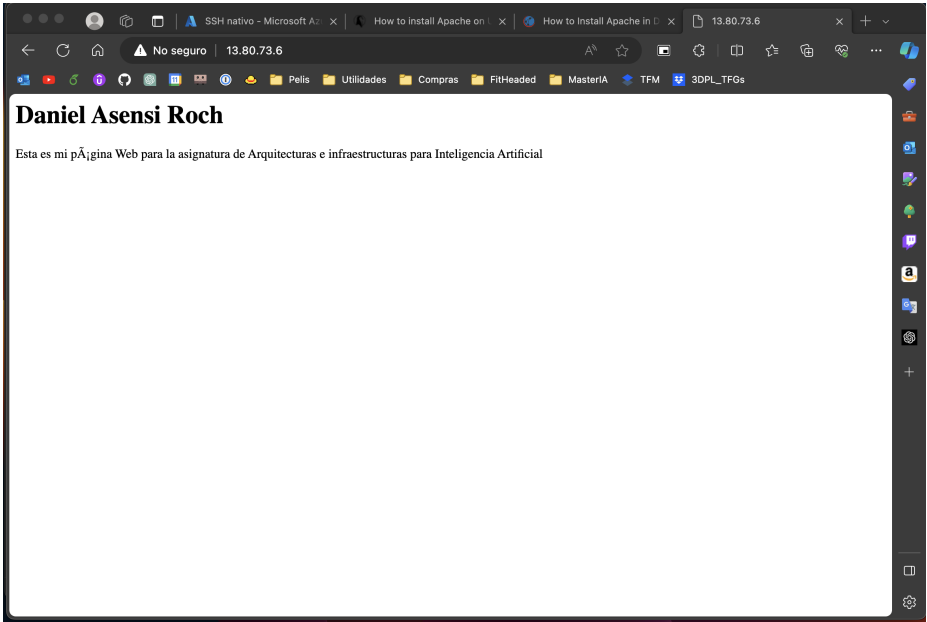 SSH nativo - Microsoft Az
How to install Apache on U
How to Install Apache in D
13.80.73.6
No seguro
13.80.73.6
Pelis
Utilidades
Compras
FitHeaded
MasterIA
TFM
3DPL_TFGs
Daniel Asensi Roch
Esta es mi pÃ¡gina Web para la asignatura de Arquitecturas e infraestructuras para Inteligencia Artificial